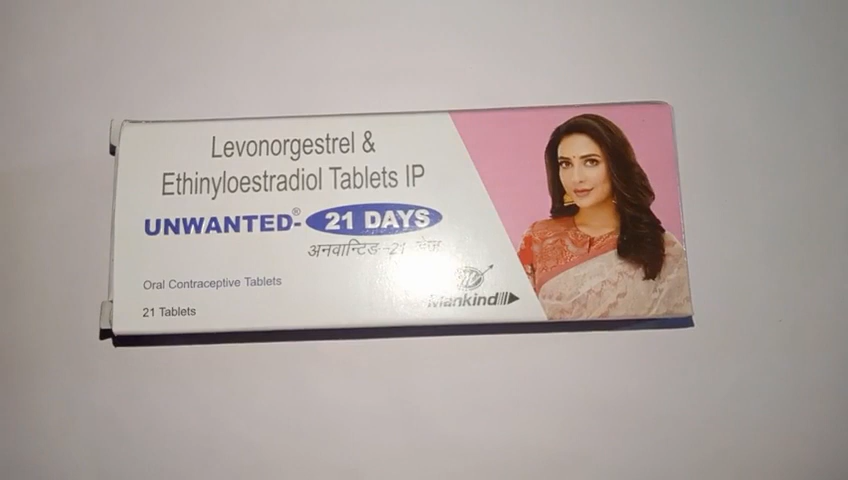 Levonorgestrel &
Ethinyloestradiol Tablets IP
UNWANTED®- 21 DAYS
अनवान्टिड-21 डेज़
Oral Contraceptive Tablets
21 Tablets
Mankind